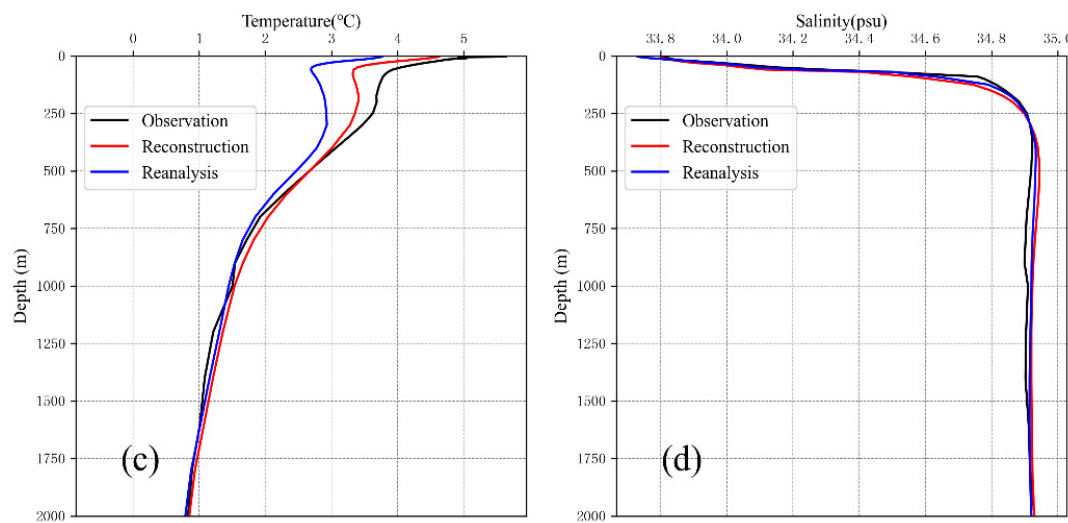 Temperature(℃)
0 1 2 3 4 5
0
250
500
750
1000
1250
1500
1750
2000
Depth (m)
Observation
Reconstruction
Reanalysis
(c)
Salinity(psu)
33.8 34.0 34.2 34.4 34.6 34.8 35.0
0
250
500
750
1000
1250
1500
1750
2000
Depth (m)
Observation
Reconstruction
Reanalysis
(d)